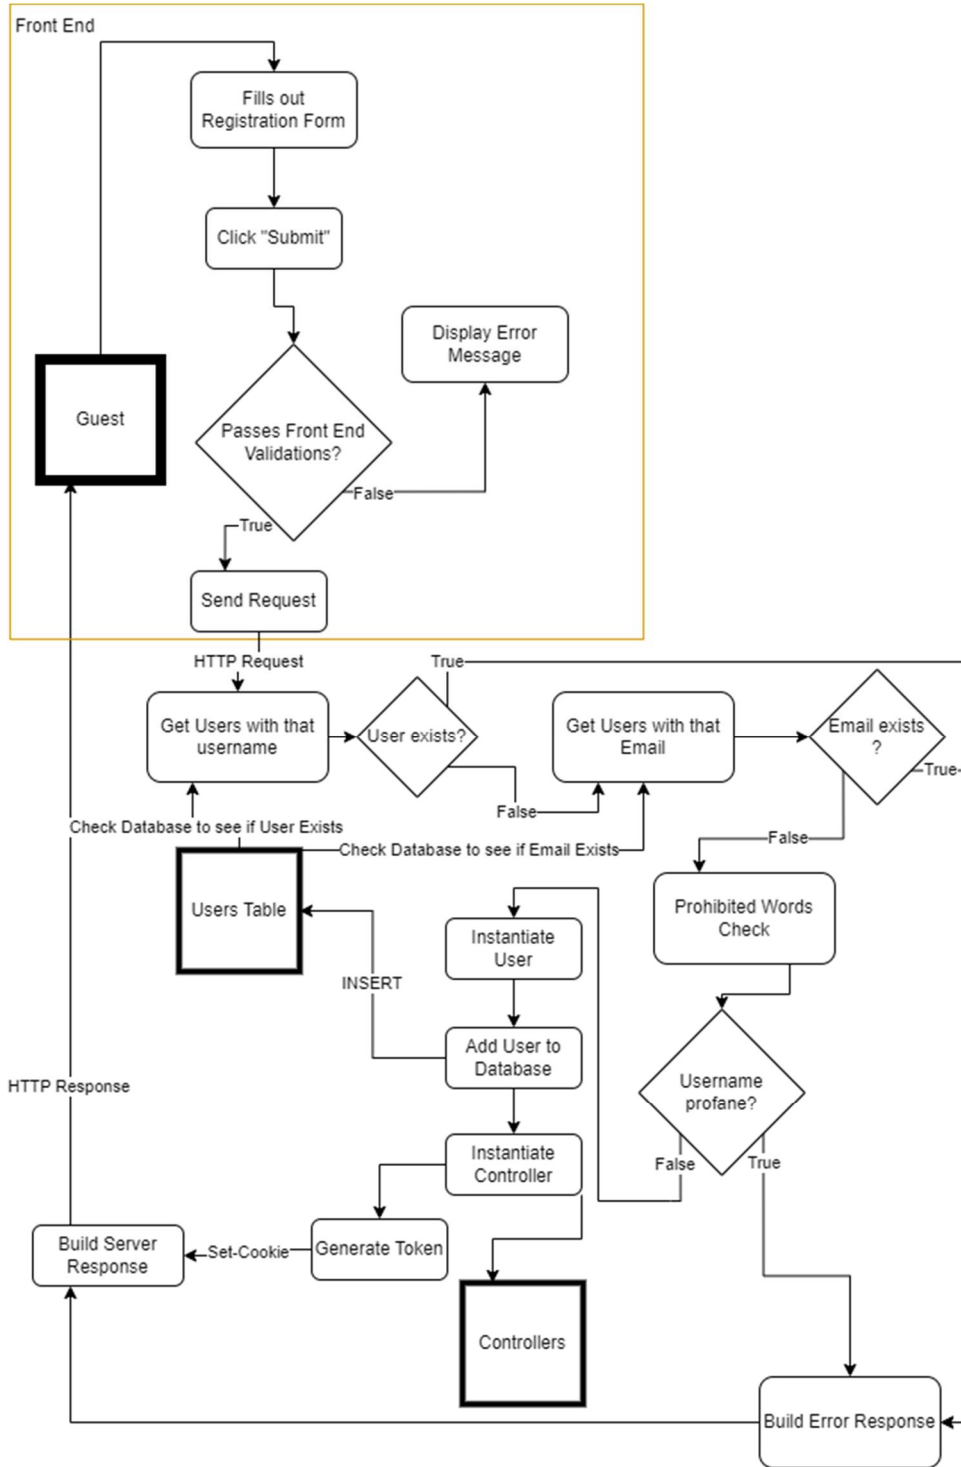 Front End
Fills out
Registration Form
Click "Submit"
Display Error
Message
Guest
Passes Front End
Validations?
False
True
Send Request
HTTP Request
True
Get Users with that
username
User exists?
Get Users with that
Email
Email exists
?
True
False
Check Database to see if User Exists
False
Check Database to see if Email Exists
Users Table
Prohibited Words
Check
Instantiate
User
INSERT
Add User to
Database
Username
profane?
HTTP Response
Instantiate
Controller
False
True
Build Server
Response
Set-Cookie
Generate Token
Controllers
Build Error Response